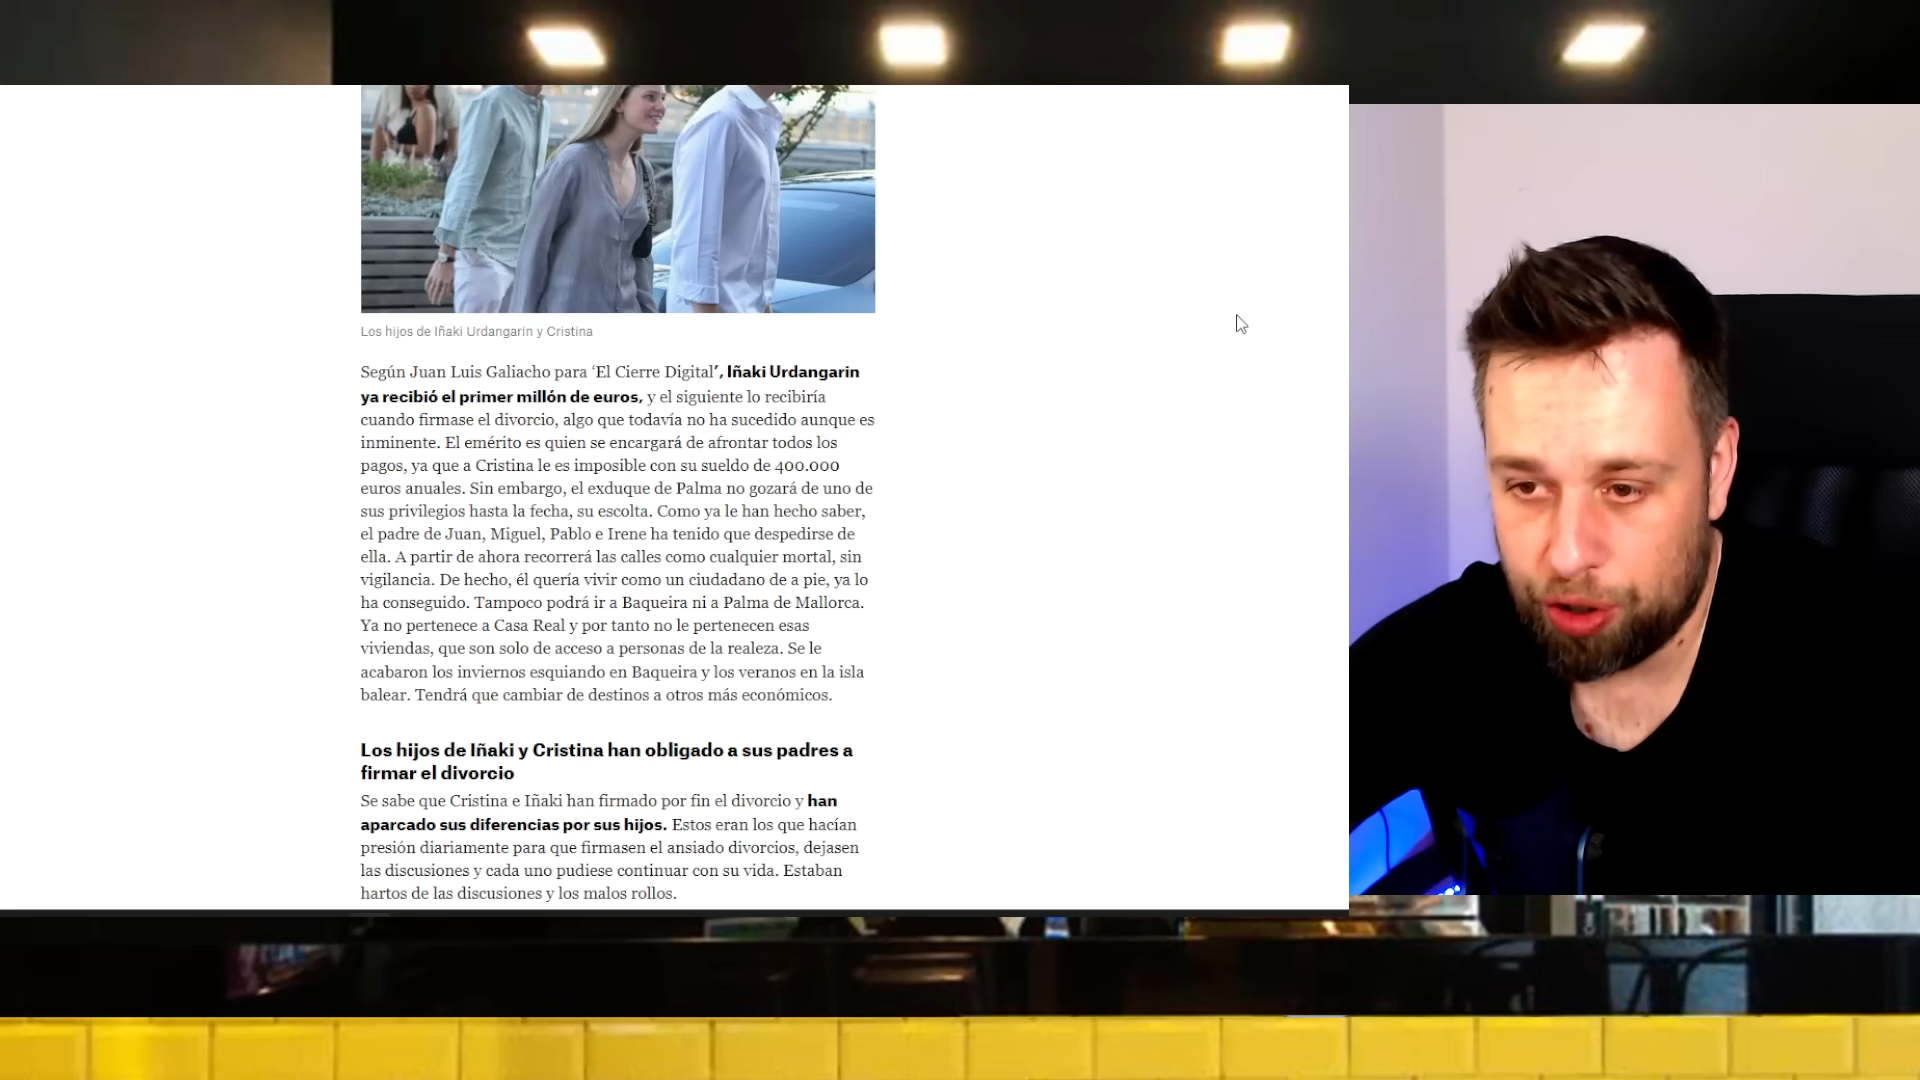 Los hijos de Iñaki Urdangarin y Cristina
Según Juan Luis Galiacho para ‘El Cierre Digital’, Iñaki Urdangarin
ya recibió el primer millón de euros, y el siguiente lo recibiría
cuando firmase el divorcio, algo que todavía no ha sucedido aunque es
inminente. El emérito es quien se encargará de afrontar todos los
pagos, ya que a Cristina le es imposible con su sueldo de 400.000
euros anuales. Sin embargo, el exduque de Palma no gozará de uno de
sus privilegios hasta la fecha, su escolta. Como ya le han hecho saber,
el padre de Juan, Miguel, Pablo e Irene ha tenido que despedirse de
ella. A partir de ahora recorrerá las calles como cualquier mortal, sin
vigilancia. De hecho, él quería vivir como un ciudadano de a pie, ya lo
ha conseguido. Tampoco podrá ir a Baqueira ni a Palma de Mallorca.
Ya no pertenece a Casa Real y por tanto no le pertenecen esas
viviendas, que son solo de acceso a personas de la realeza. Se le
acabaron los inviernos esquiando en Baqueira y los veranos en la isla
balear. Tendrá que cambiar de destinos a otros más económicos.
Los hijos de Iñaki y Cristina han obligado a sus padres a
firmar el divorcio
Se sabe que Cristina e Iñaki han firmado por fin el divorcio y han
aparcado sus diferencias por sus hijos. Estos eran los que hacían
presión diariamente para que firmasen el ansiado divorcios, dejasen
las discusiones y cada uno pudiese continuar con su vida. Estaban
hartos de las discusiones y los malos rollos.